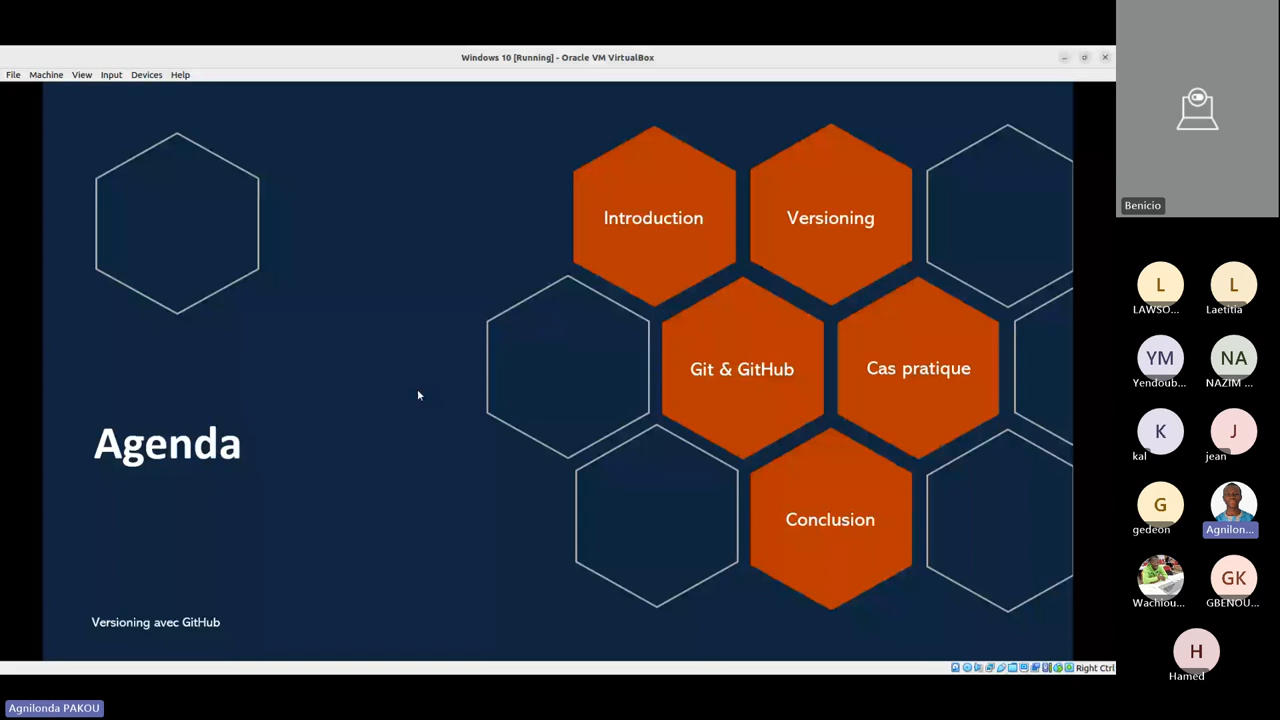 Windows 10 [Running] - Oracle VM VirtualBox
File Machine View Input Devices Help
Introduction
Versioning
Git & GitHub
Cas pratique
Agenda
Conclusion
Versioning avec GitHub
Right Ctrl
Agnilonda PAKOU
Benicio
L
LAWSO...
L
Laetitia
YM
Yendoub...
NA
NAZIM ...
K
kal
J
jean
G
gedeon
Agnilon...
Wachiou...
GK
GBENOU...
H
Hamed